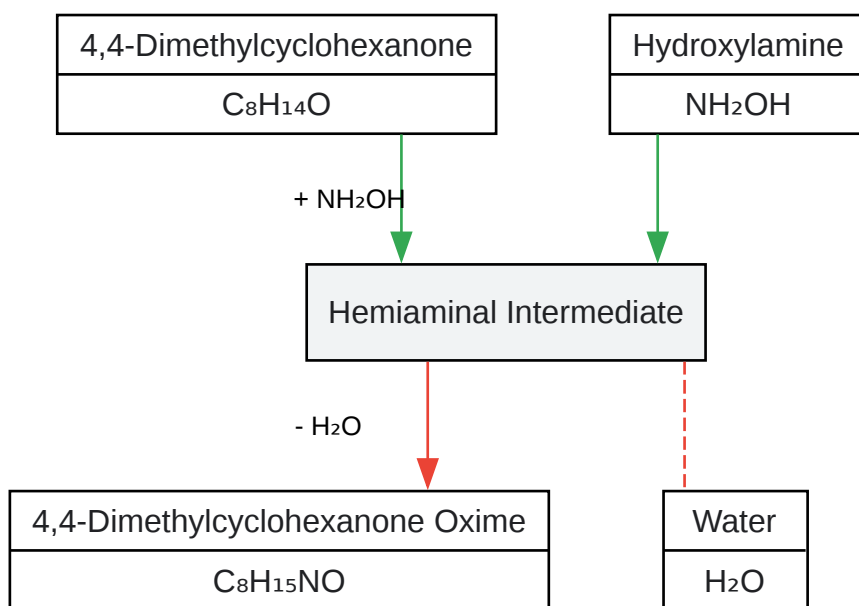 4,4-Dimethylcyclohexanone
C₈H₁₄O
Hydroxylamine
NH₂OH
+ NH₂OH
Hemiaminal Intermediate
- H₂O
4,4-Dimethylcyclohexanone Oxime
C₈H₁₅NO
Water
H₂O